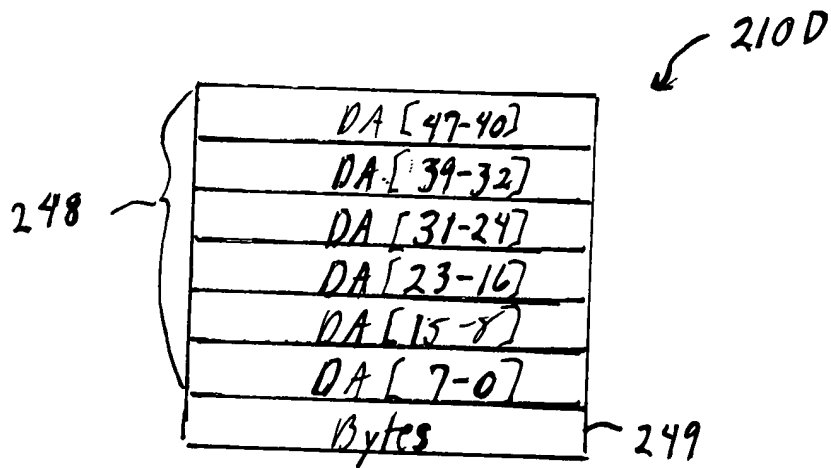 210D
DA [47-40]
DA [39-32]
248
DA [31-24]
DA [23-16]
DA [15-8]
DA [7-0]
Bytes
249